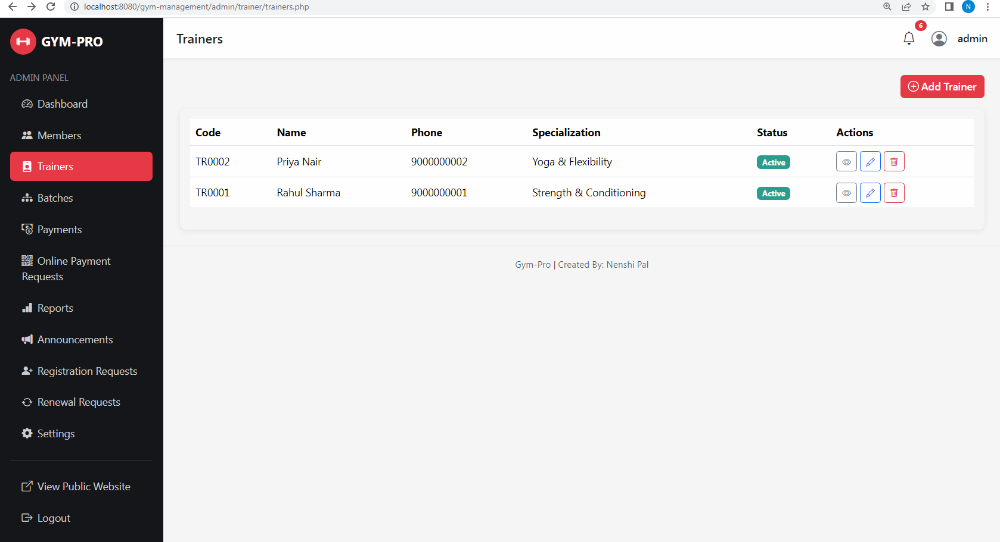 localhost:8080/gym-management/admin/trainer/trainers.php
N
GYM-PRO
ADMIN PANEL
Dashboard
Members
Trainers
Batches
Payments
Online Payment
Requests
Reports
Announcements
Registration Requests
Renewal Requests
Settings
View Public Website
Logout
Trainers
6
admin
Add Trainer
Code Name Phone Specialization Status Actions
TR0002 Priya Nair 9000000002 Yoga & Flexibility Active
TR0001 Rahul Sharma 9000000001 Strength & Conditioning Active
Gym-Pro | Created By: Nenshi Pal